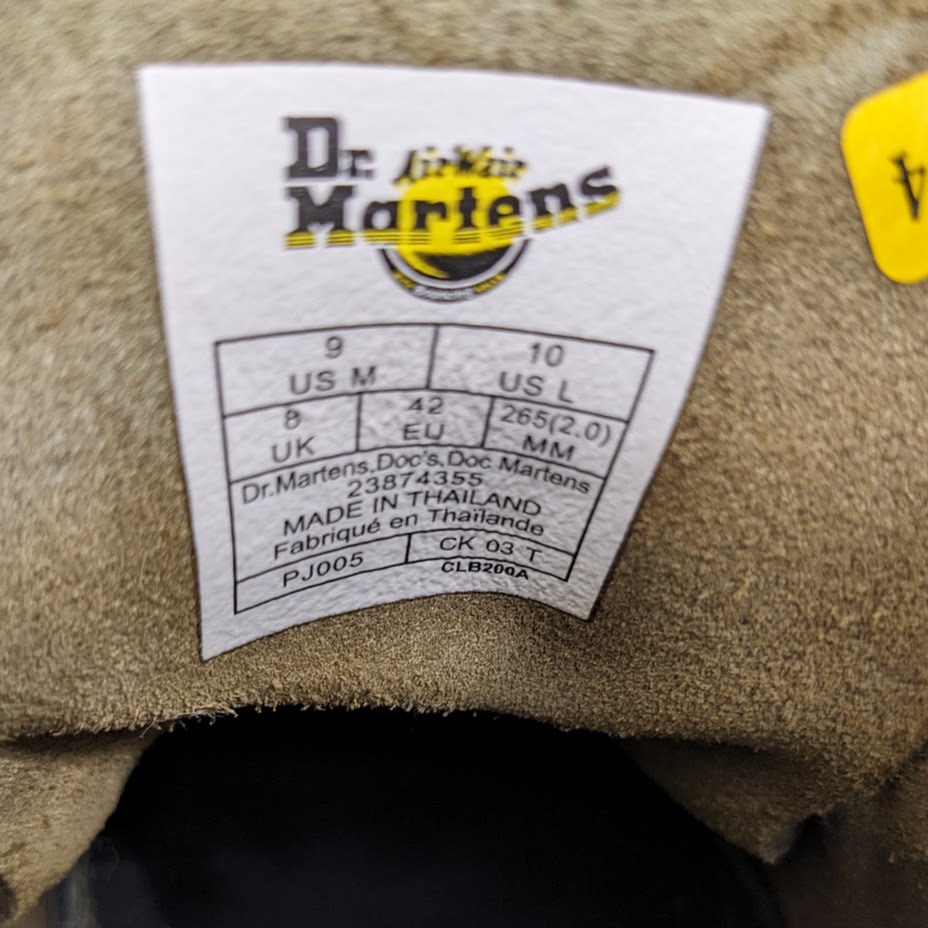 Dr.
AirWair
Martens
9
US M
10
US L
8
UK
42
EU
265(2.0)
MM
Dr.Martens,Doc's,Doc Martens
23874355
MADE IN THAILAND
Fabriqué en Thaïlande
PJ005
CK 03 T
CLB200A
4